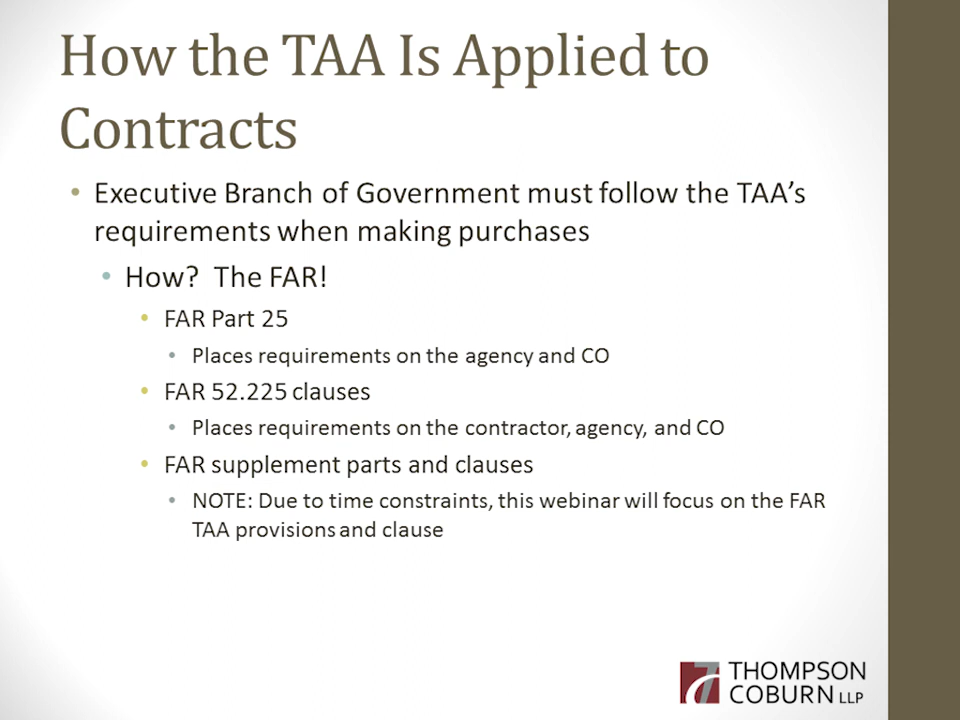 How the TAA Is Applied to
Contracts
• Executive Branch of Government must follow the TAA's
requirements when making purchases
• How? The FAR!
• FAR Part 25
• Places requirements on the agency and CO
• FAR 52.225 clauses
• Places requirements on the contractor, agency, and CO
• FAR supplement parts and clauses
• NOTE: Due to time constraints, this webinar will focus on the FAR
TAA provisions and clause
THOMPSON
COBURN LLP